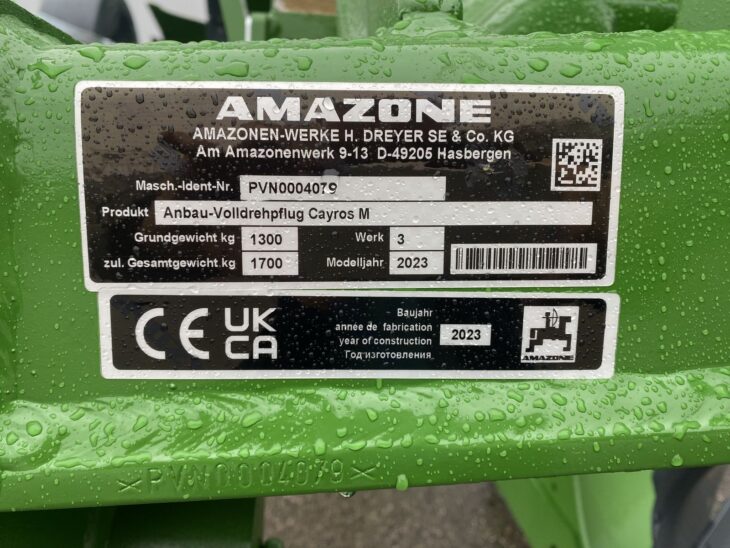 AMAZONE
AMAZONEN-WERKE H. DREYER SE & Co. KG
Am Amazonenwerk 9-13 D-49205 Hasbergen
Masch.-Ident-Nr. PVN0004079
Produkt Anbau-Volldrehpflug Cayros M
Grundgewicht kg 1300 Werk 3
zul. Gesamtgewicht kg 1700 Modelljahr 2023
CE UK CA
Baujahr
année de fabrication
year of construction
Год изготовления
2023
AMAZONE
×PVN0004079×